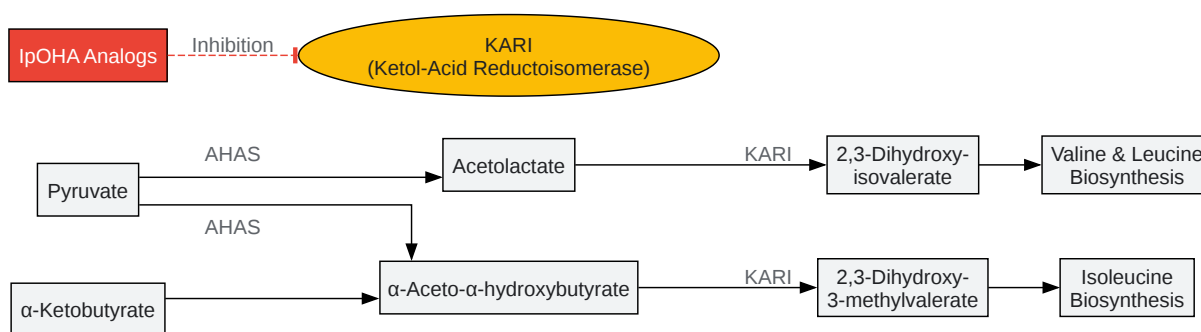 IpOHA Analogs
Inhibition
KARI
(Ketol-Acid Reductoisomerase)
Pyruvate
AHAS
Acetolactate
KARI
2,3-Dihydroxy-
isovalerate
Valine & Leucine
Biosynthesis
AHAS
α-Ketobutyrate
α-Aceto-α-hydroxybutyrate
KARI
2,3-Dihydroxy-
3-methylvalerate
Isoleucine
Biosynthesis